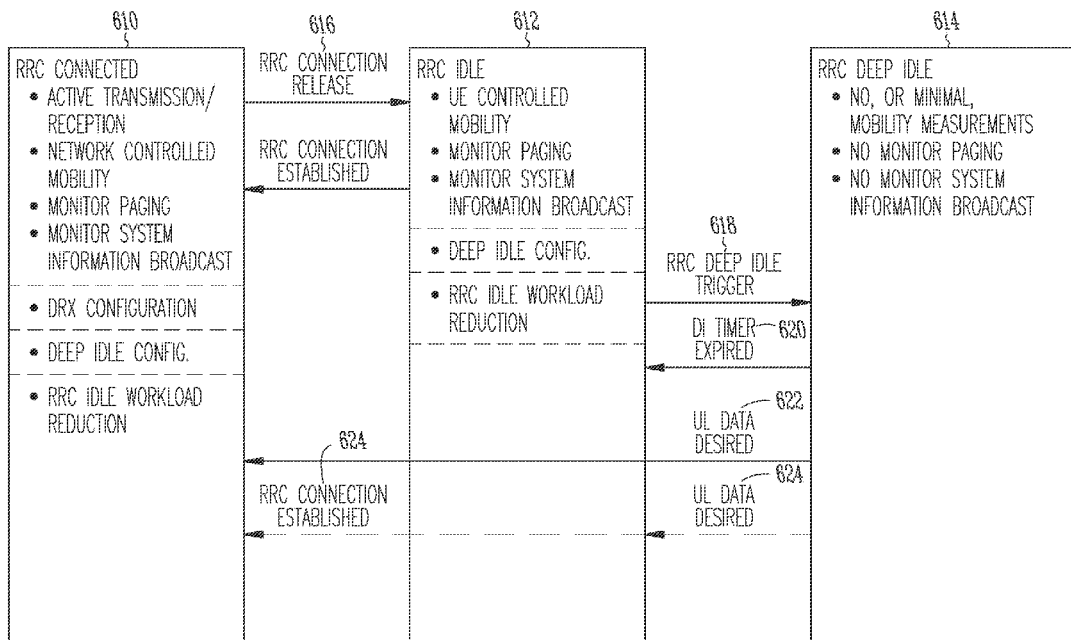 610
616
612
614
RRC CONNECTED
• ACTIVE TRANSMISSION/
RECEPTION
• NETWORK CONTROLLED
MOBILITY
• MONITOR PAGING
• MONITOR SYSTEM
INFORMATION BROADCAST
• DRX CONFIGURATION
• DEEP IDLE CONFIG.
• RRC IDLE WORKLOAD
REDUCTION
RRC CONNECTION
RELEASE
RRC CONNECTION
ESTABLISHED
624
RRC CONNECTION
ESTABLISHED
RRC IDLE
• UE CONTROLLED
MOBILITY
• MONITOR PAGING
• MONITOR SYSTEM
INFORMATION BROADCAST
• DEEP IDLE CONFIG.
• RRC IDLE WORKLOAD
REDUCTION
618
RRC DEEP IDLE
TRIGGER
DI TIMER 620
EXPIRED
622
UL DATA
DESIRED
624
UL DATA
DESIRED
RRC DEEP IDLE
• NO, OR MINIMAL,
MOBILITY MEASUREMENTS
• NO MONITOR PAGING
• NO MONITOR SYSTEM
INFORMATION BROADCAST